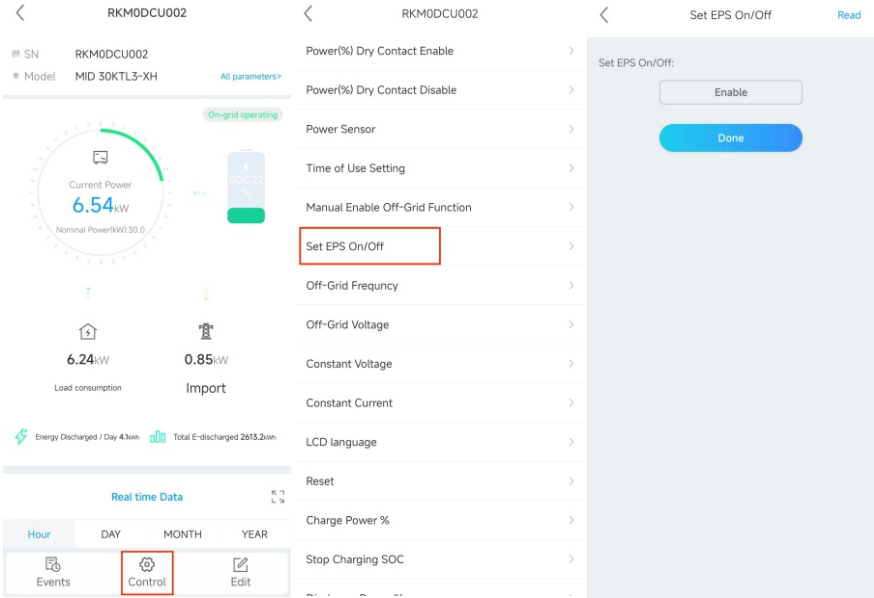 RKM0DCU002
SN RKM0DCU002
Model MID 30KTL3-XH All parameters>
On-grid operating
SOC:22
%
Current Power
6.54kW
Nominal Power(kW):30.0
6.24kW
0.85kW
Load consumption
Import
Energy Discharged / Day 4.1kWh Total E-discharged 2613.2kWh
Real time Data
Hour DAY MONTH YEAR
Events Control Edit
RKM0DCU002
Power(%) Dry Contact Enable
Power(%) Dry Contact Disable
Power Sensor
Time of Use Setting
Manual Enable Off-Grid Function
Set EPS On/Off
Off-Grid Frequncy
Off-Grid Voltage
Constant Voltage
Constant Current
LCD language
Reset
Charge Power %
Stop Charging SOC
Set EPS On/Off Read
Set EPS On/Off:
Enable
Done